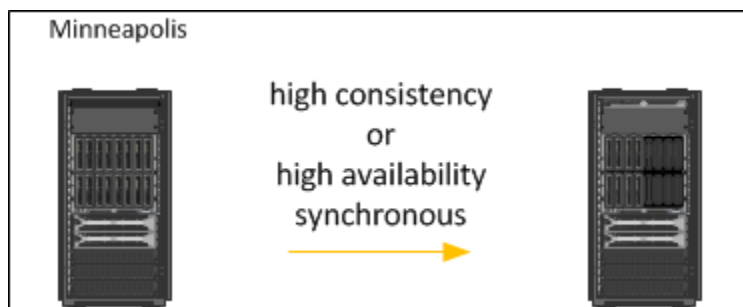 Minneapolis
high consistency
or
high availability
synchronous